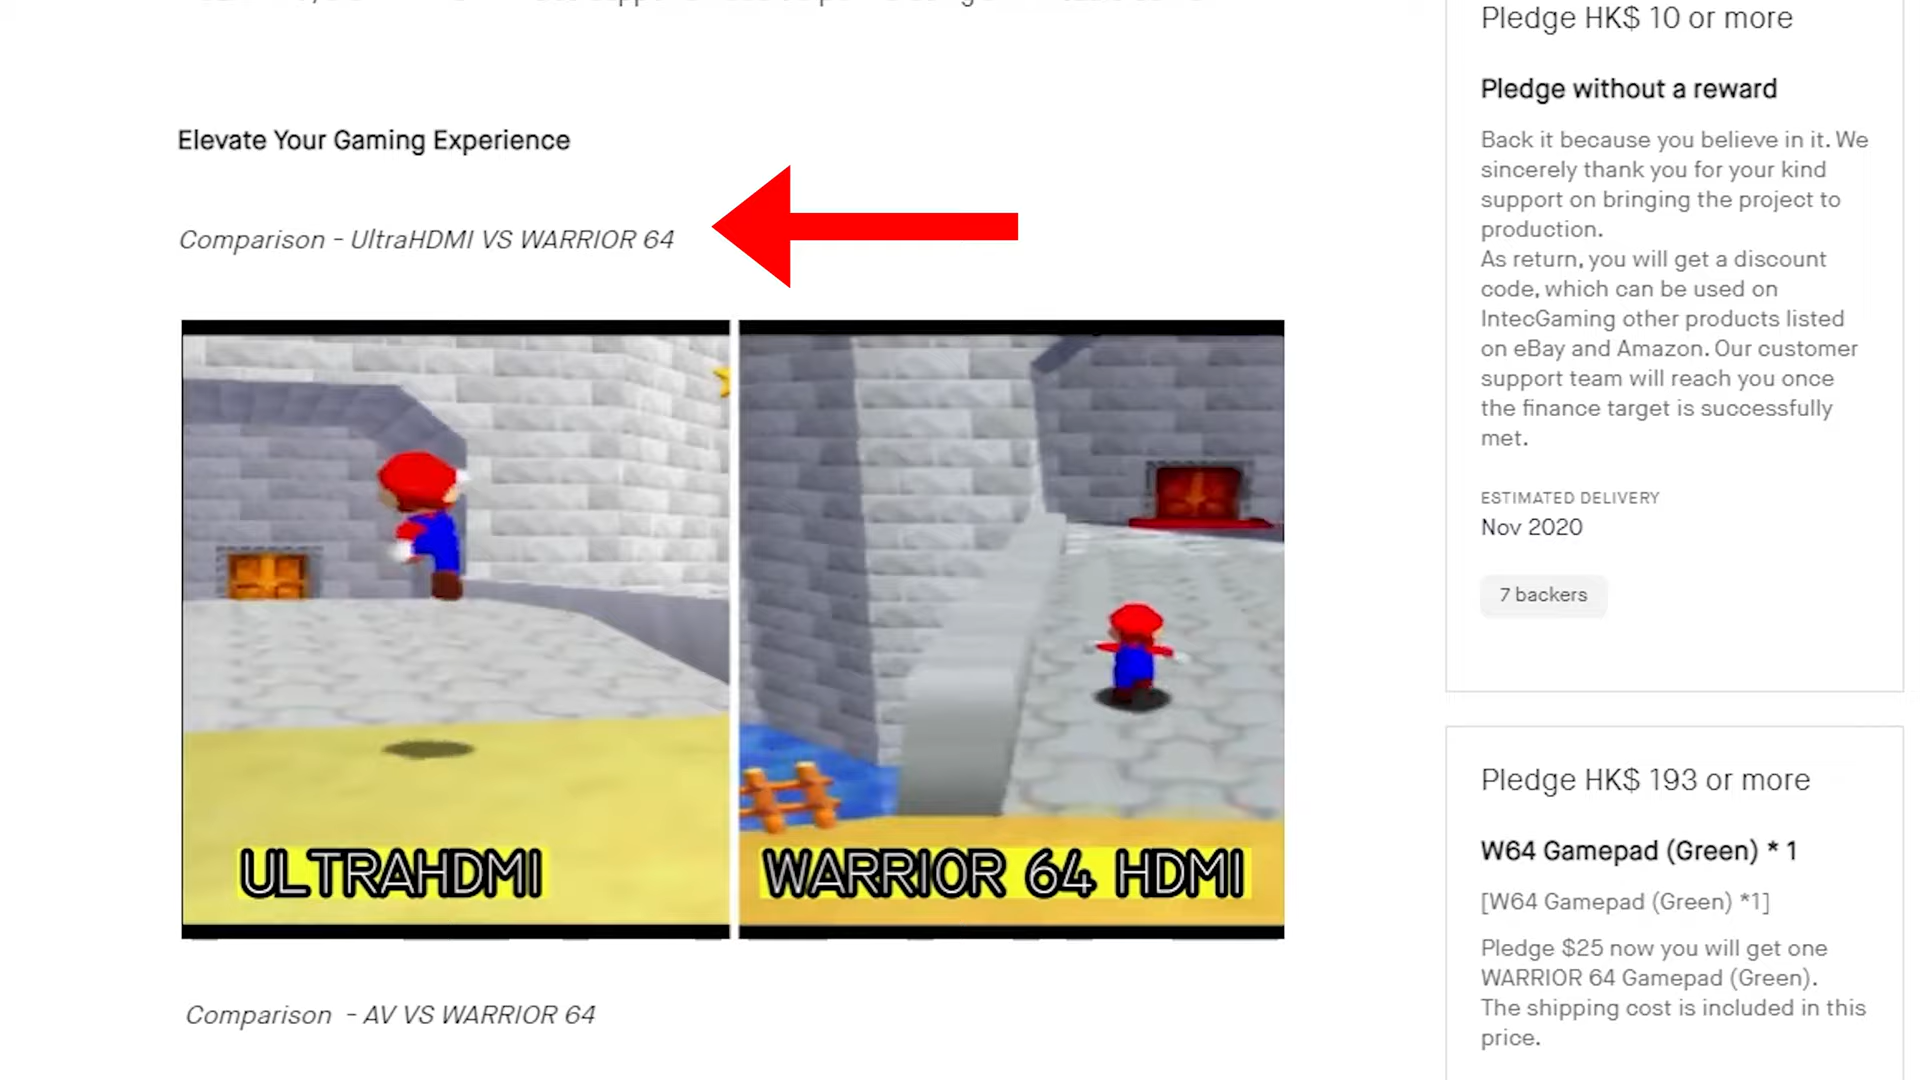 Elevate Your Gaming Experience
Comparison - UltraHDMI VS WARRIOR 64
ULTRAHDMI
WARRIOR 64 HDMI
Comparison - AV VS WARRIOR 64
Pledge HK$ 10 or more
Pledge without a reward
Back it because you believe in it. We
sincerely thank you for your kind
support on bringing the project to
production.
As return, you will get a discount
code, which can be used on
IntecGaming other products listed
on eBay and Amazon. Our customer
support team will reach you once
the finance target is successfully
met.
ESTIMATED DELIVERY
Nov 2020
7 backers
Pledge HK$ 193 or more
W64 Gamepad (Green) * 1
[W64 Gamepad (Green) *1]
Pledge $25 now you will get one
WARRIOR 64 Gamepad (Green).
The shipping cost is included in this
price.